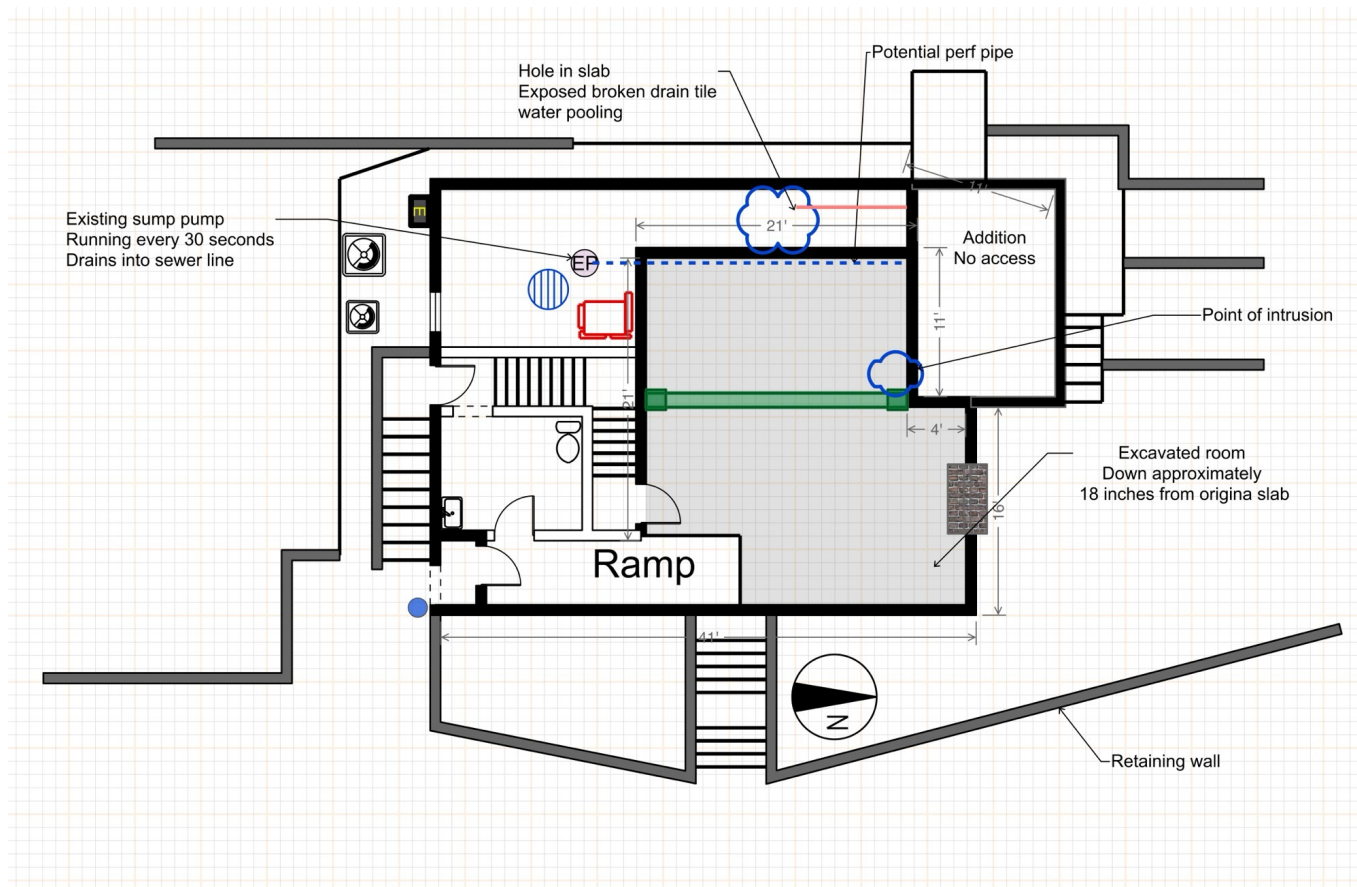 Potential perf pipe
Hole in slab
Exposed broken drain tile
water pooling
11'
Existing sump pump
Running every 30 seconds
Drains into sewer line
E
21'
Addition
No access
EP
11'
Point of intrusion
21'
4'
Excavated room
Down approximately
18 inches from origina slab
16'
Ramp
41'
N
Retaining wall